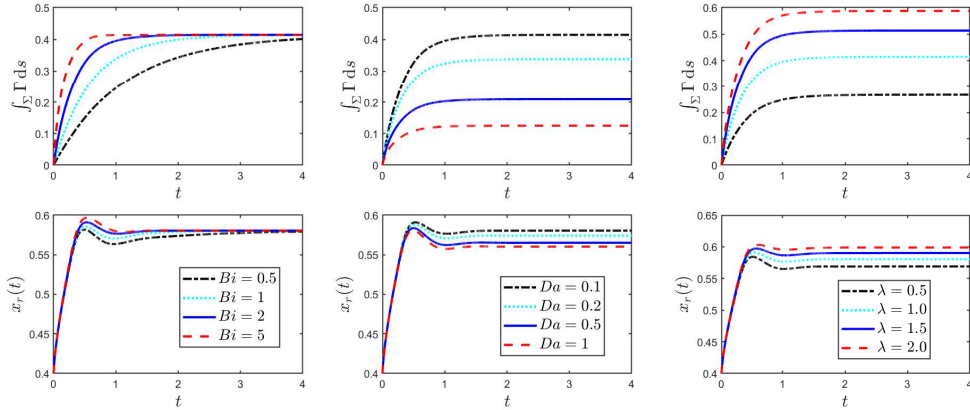 0.5
0.4
0.3
0.2
0.1
0
∫_Σ Γ ds
0 1 2 3 4
t
0.5
0.4
0.3
0.2
0.1
0
∫_Σ Γ ds
0 1 2 3 4
t
0.6
0.5
0.4
0.3
0.2
0.1
0
∫_Σ Γ ds
0 1 2 3 4
t
0.6
0.55
0.5
0.45
0.4
x_r(t)
Bi = 0.5
Bi = 1
Bi = 2
Bi = 5
0 1 2 3 4
t
0.6
0.55
0.5
0.45
0.4
x_r(t)
Da = 0.1
Da = 0.2
Da = 0.5
Da = 1
0 1 2 3 4
t
0.65
0.6
0.55
0.5
0.45
0.4
x_r(t)
λ = 0.5
λ = 1.0
λ = 1.5
λ = 2.0
0 1 2 3 4
t